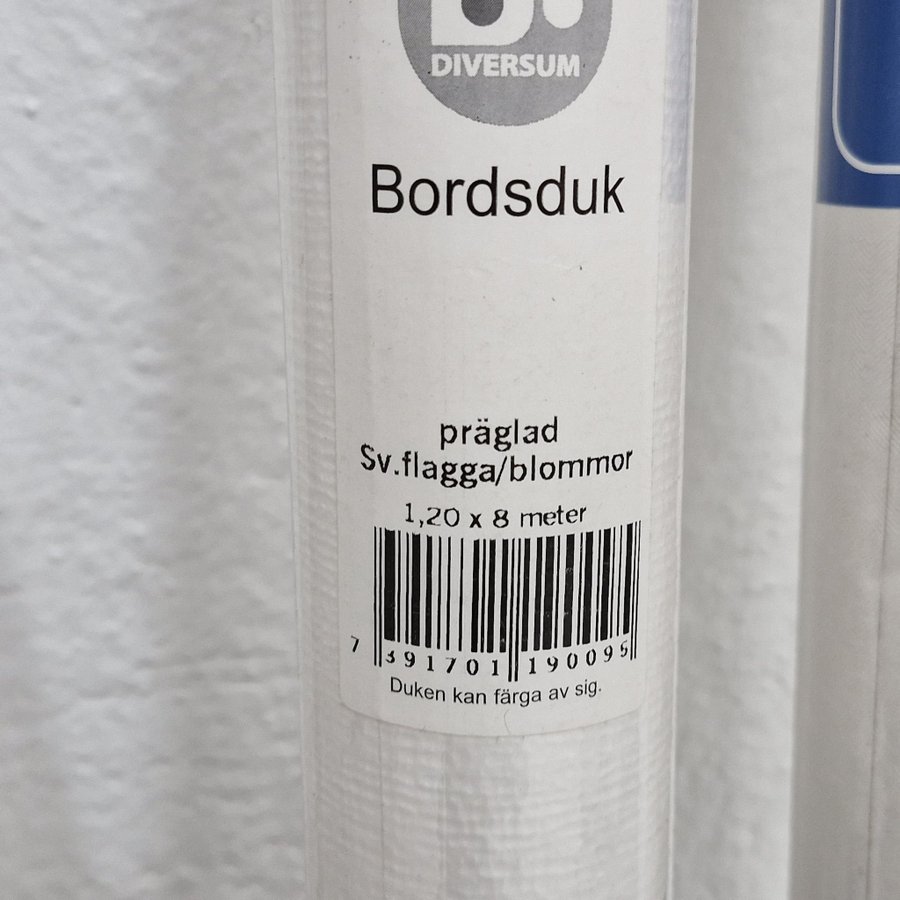 DIVERSUM
Bordsduk
präglad
Sv.flagga/blommor
1,20 x 8 meter
7 391701 190095
Duken kan färga av sig.